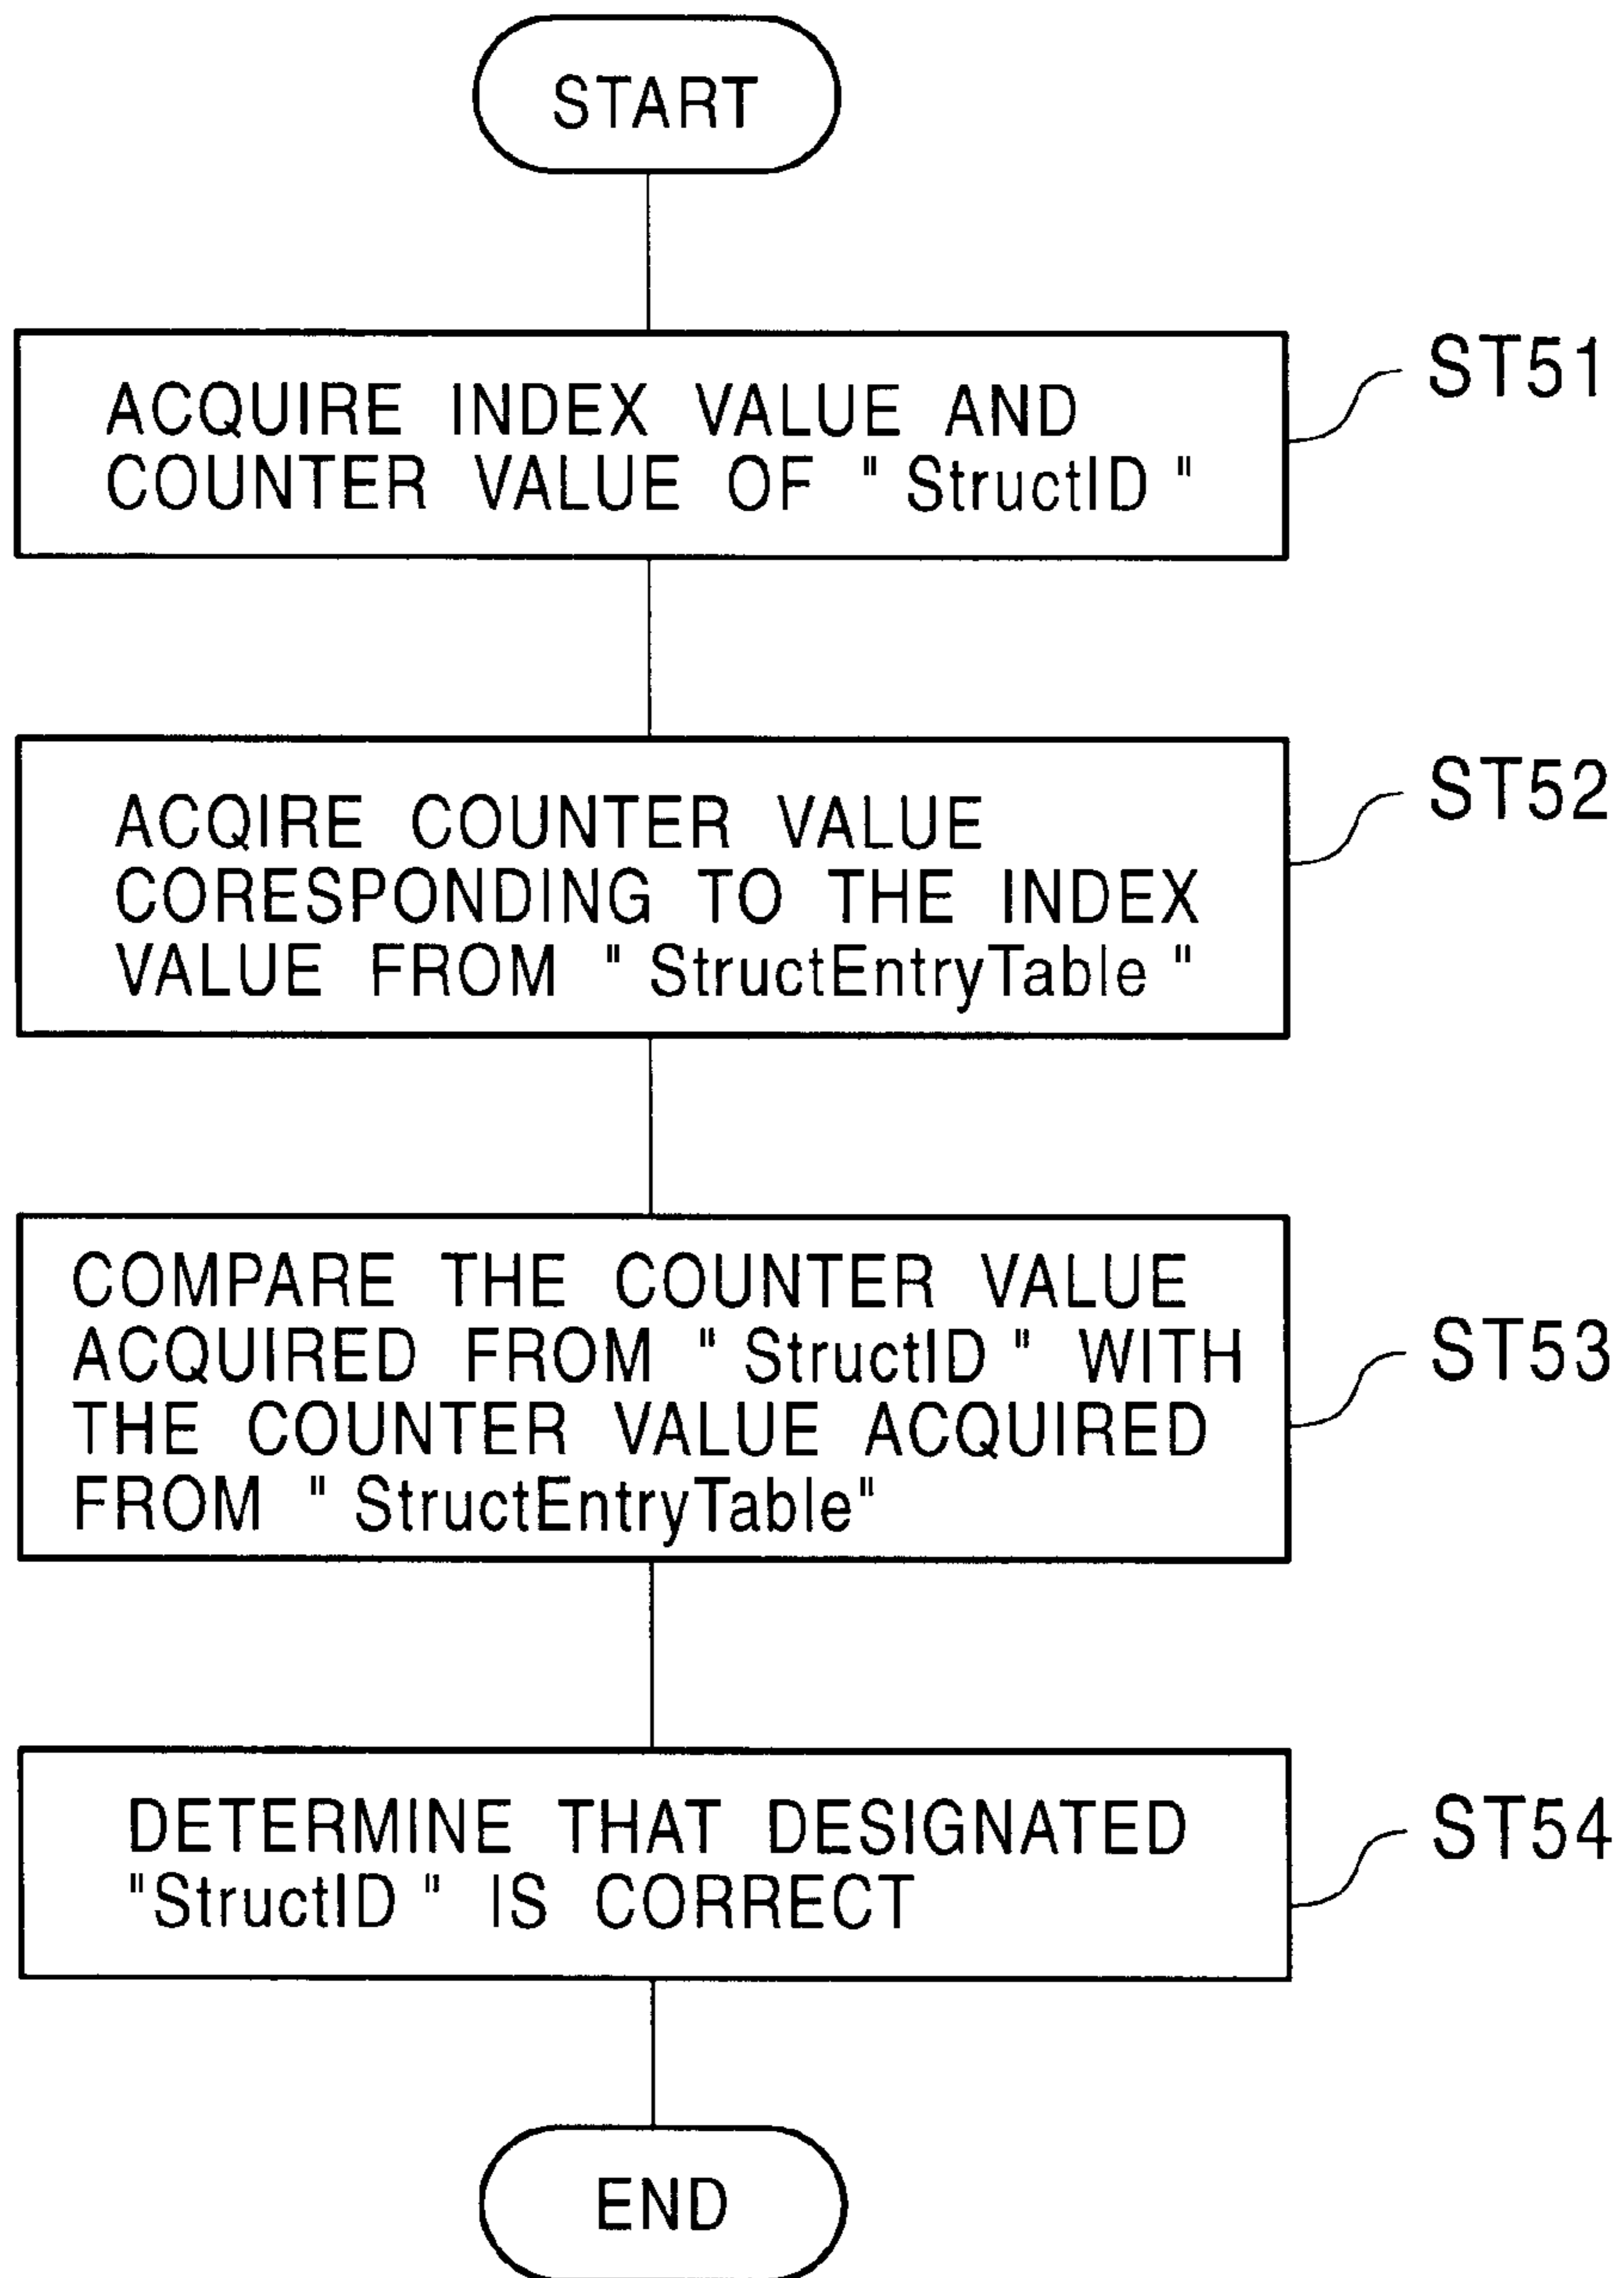 START
ACQUIRE INDEX VALUE AND
COUNTER VALUE OF "StructID"
ST51
ACQIRE COUNTER VALUE
CORESPONDING TO THE INDEX
VALUE FROM "StructEntryTable"
ST52
COMPARE THE COUNTER VALUE
ACQUIRED FROM "StructID" WITH
THE COUNTER VALUE ACQUIRED
FROM "StructEntryTable"
ST53
DETERMINE THAT DESIGNATED
"StructID" IS CORRECT
ST54
END